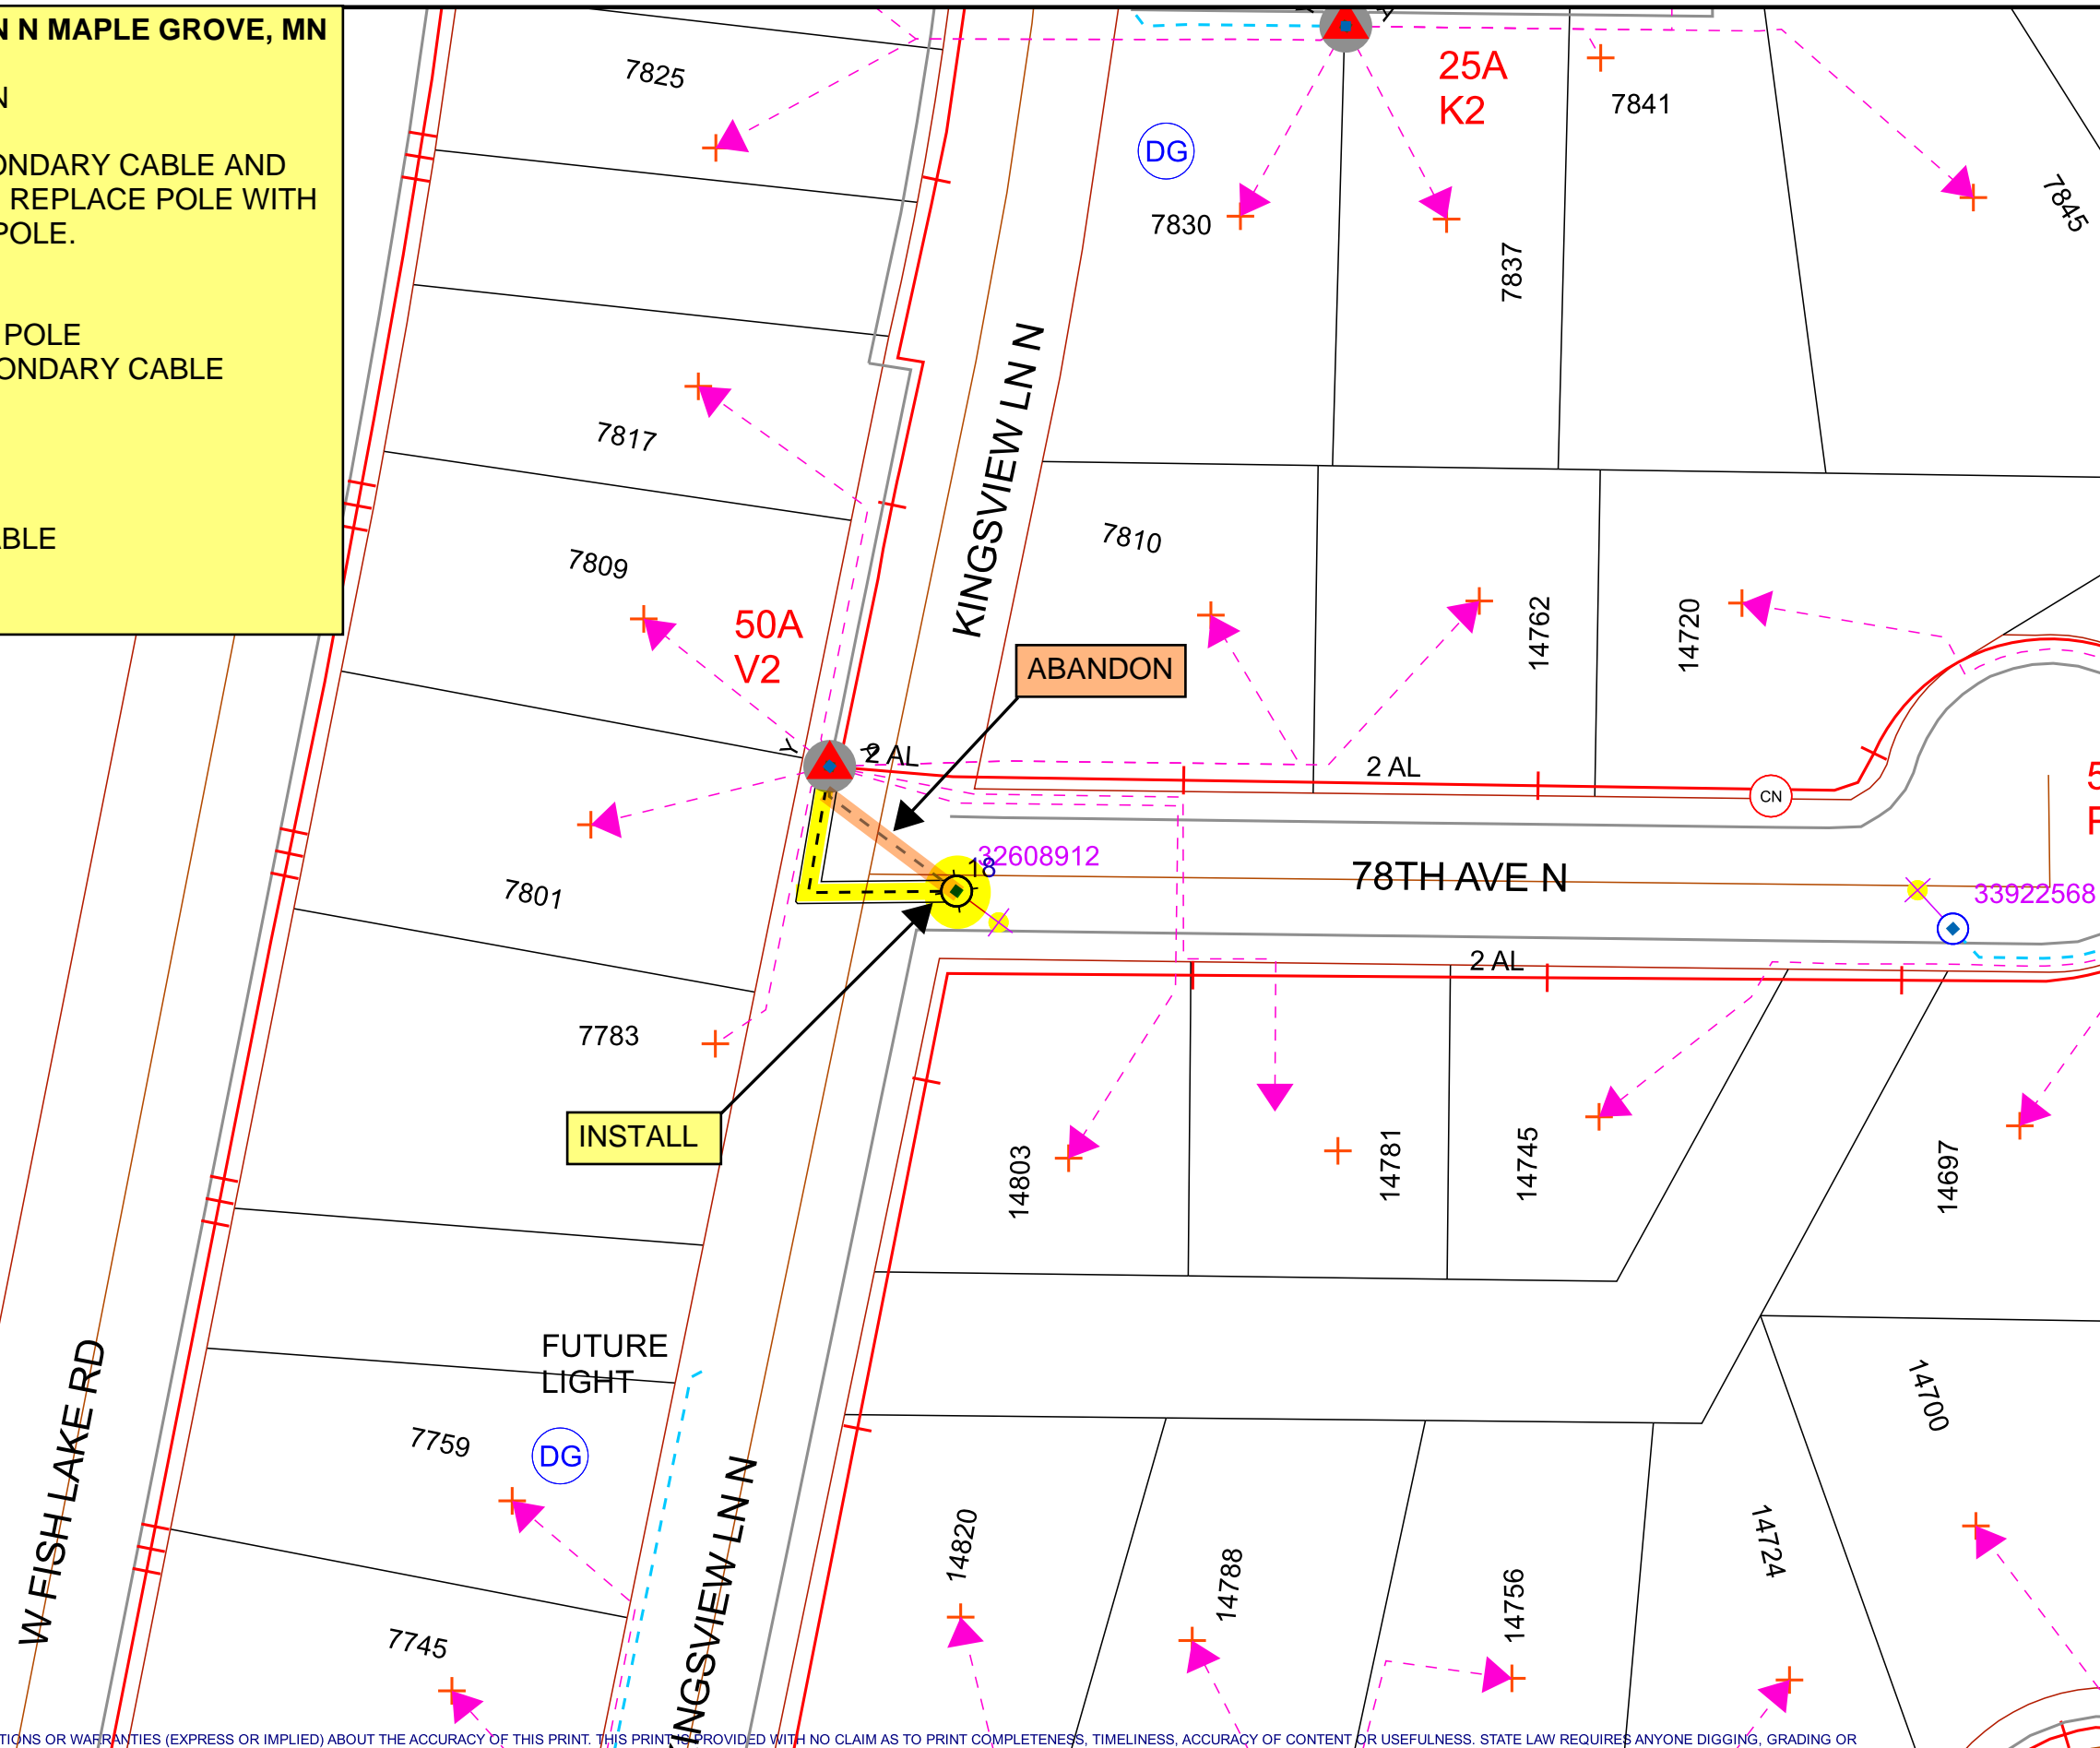 N N MAPLE GROVE, MN
N
ONDARY CABLE AND
REPLACE POLE WITH
POLE.
POLE
ONDARY CABLE
ABLE
7825
25A
K2
7841
DG
7830
7837
7845
KINGSVIEW LN N
7817
7810
7809
50A
V2
14762
14720
ABANDON
Y
2 AL
2 AL
CN
5
32608912
18
78TH AVE N
33922568
7801
2 AL
7783
INSTALL
14803
14781
14745
14697
FUTURE
LIGHT
W FISH LAKE RD
7759
DG
14700
INGSVIEW LN N
14820
14788
14756
14724
7745
TIONS OR WARRANTIES (EXPRESS OR IMPLIED) ABOUT THE ACCURACY OF THIS PRINT. THIS PRINT IS PROVIDED WITH NO CLAIM AS TO PRINT COMPLETENESS, TIMELINESS, ACCURACY OF CONTENT OR USEFULNESS. STATE LAW REQUIRES ANYONE DIGGING, GRADING OR